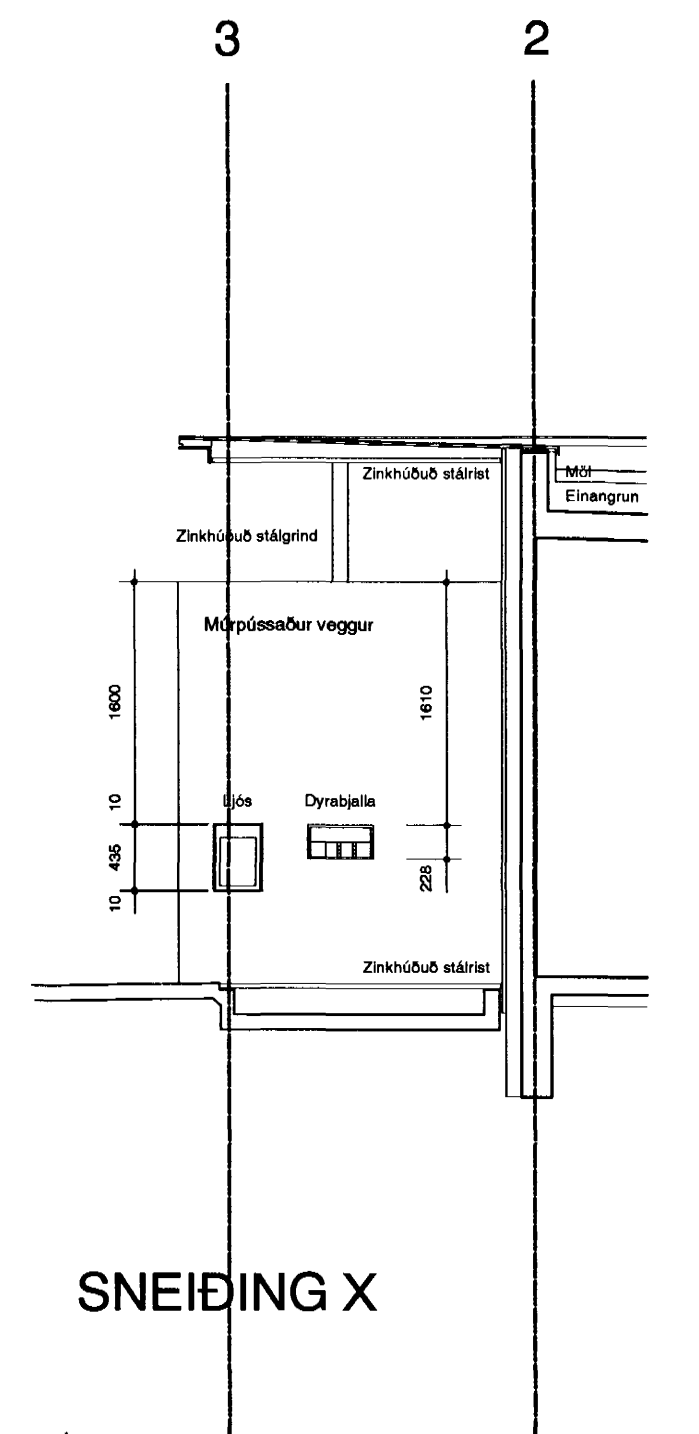 3 2
Zinkhúðuð stálrist
Möl
Einangrun
Zinkhúðuð stálgrind
Múrpússaður veggur
1600
1610
10
Ljós
Dyrabjalla
435
228
10
Zinkhúðuð stálrist
SNEIÐING X